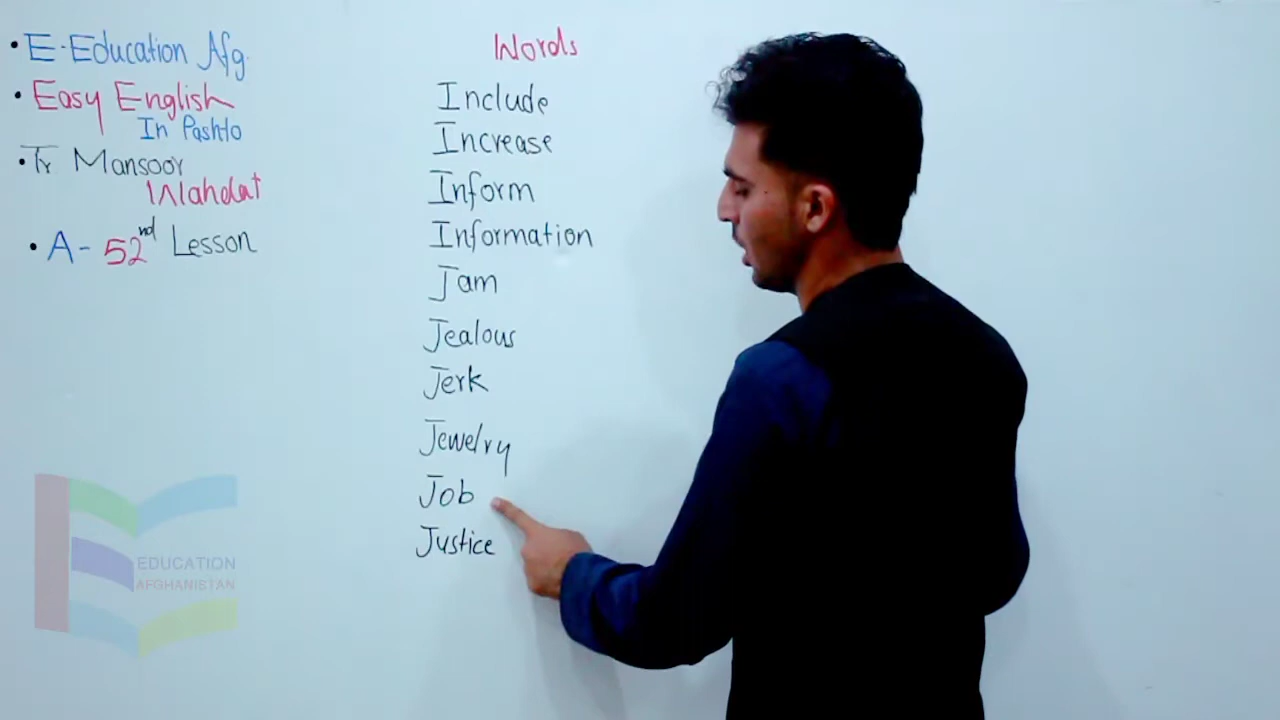 • E-Education Afg.
• Easy English
In Pashto
• Tr Mansoor
Wahdat
• A- 52nd Lesson
Words
Include
Increase
Inform
Information
Jam
Jealous
Jerk
Jewelry
Job
Justice
EDUCATION
AFGHANISTAN